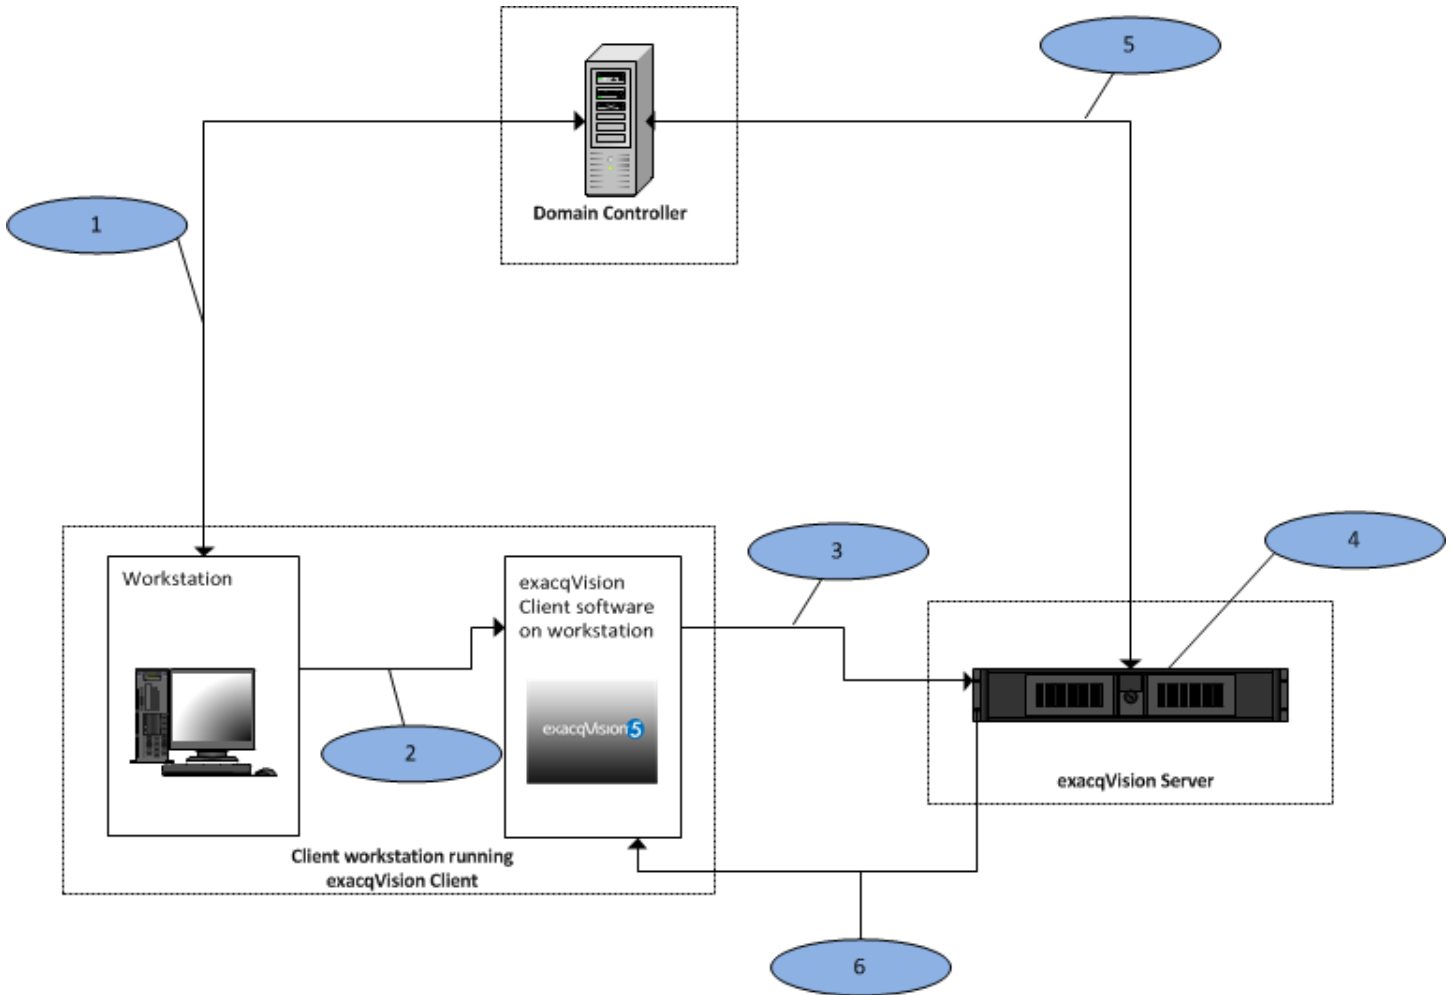 5
Domain Controller
1
3
4
Workstation
exacqVision
Client software
on workstation
exacqVision5
2
exacqVision Server
Client workstation running
exacqVision Client
6